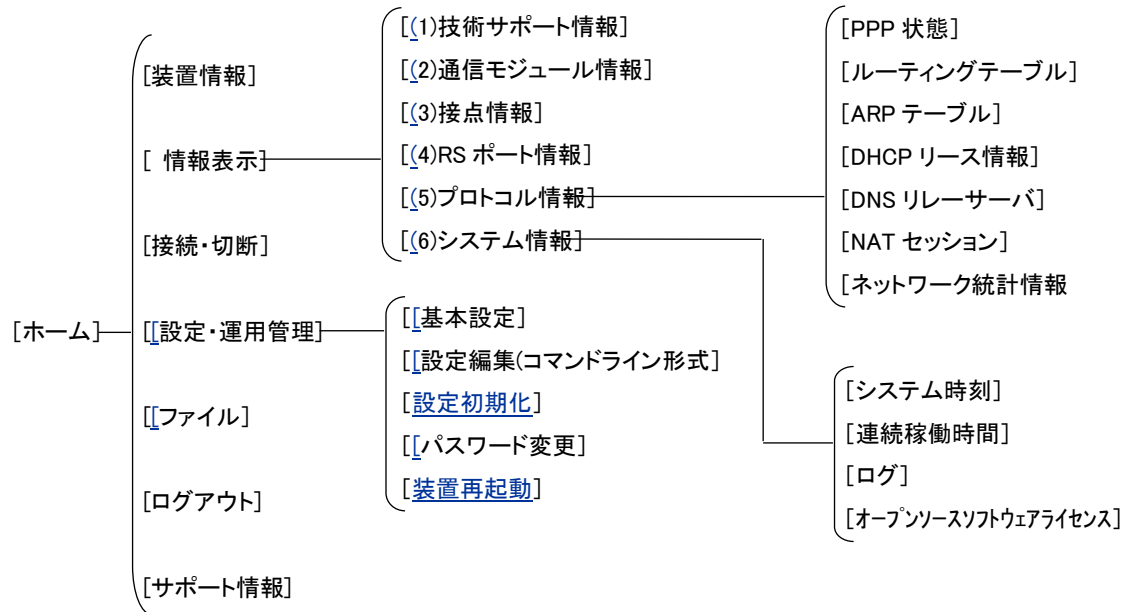 [ホーム]
[装置情報]
[ 情報表示]
[接続・切断]
[[設定・運用管理]
[[ファイル]
[ログアウト]
[サポート情報]
[(1)技術サポート情報]
[(2)通信モジュール情報]
[(3)接点情報]
[(4)RS ポート情報]
[(5)プロトコル情報]
[(6)システム情報]
[[基本設定]
[[設定編集(コマンドライン形式]
[設定初期化]
[[パスワード変更]
[装置再起動]
[PPP 状態]
[ルーティングテーブル]
[ARP テーブル]
[DHCP リース情報]
[DNS リレーサーバ]
[NAT セッション]
[ネットワーク統計情報
[システム時刻]
[連続稼働時間]
[ログ]
[オープンソースソフトウェアライセンス]